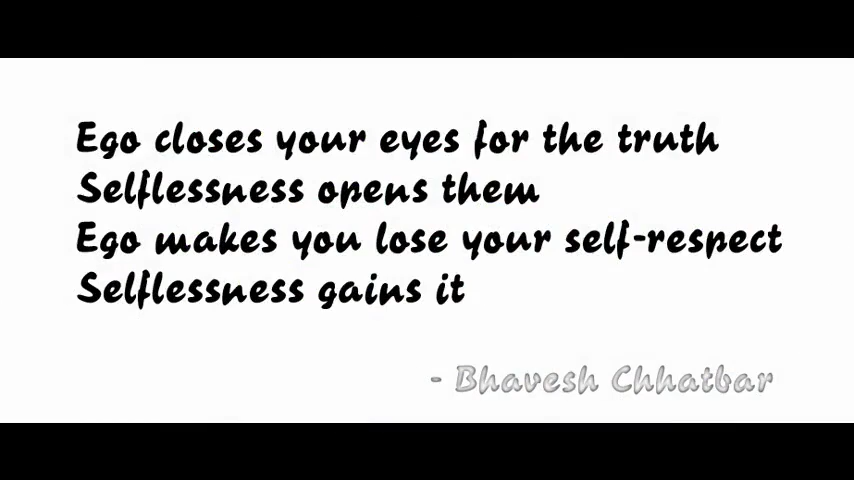 Ego closes your eyes for the truth
Selflessness opens them
Ego makes you lose your self-respect
Selflessness gains it
- Bhavesh Chhatbar